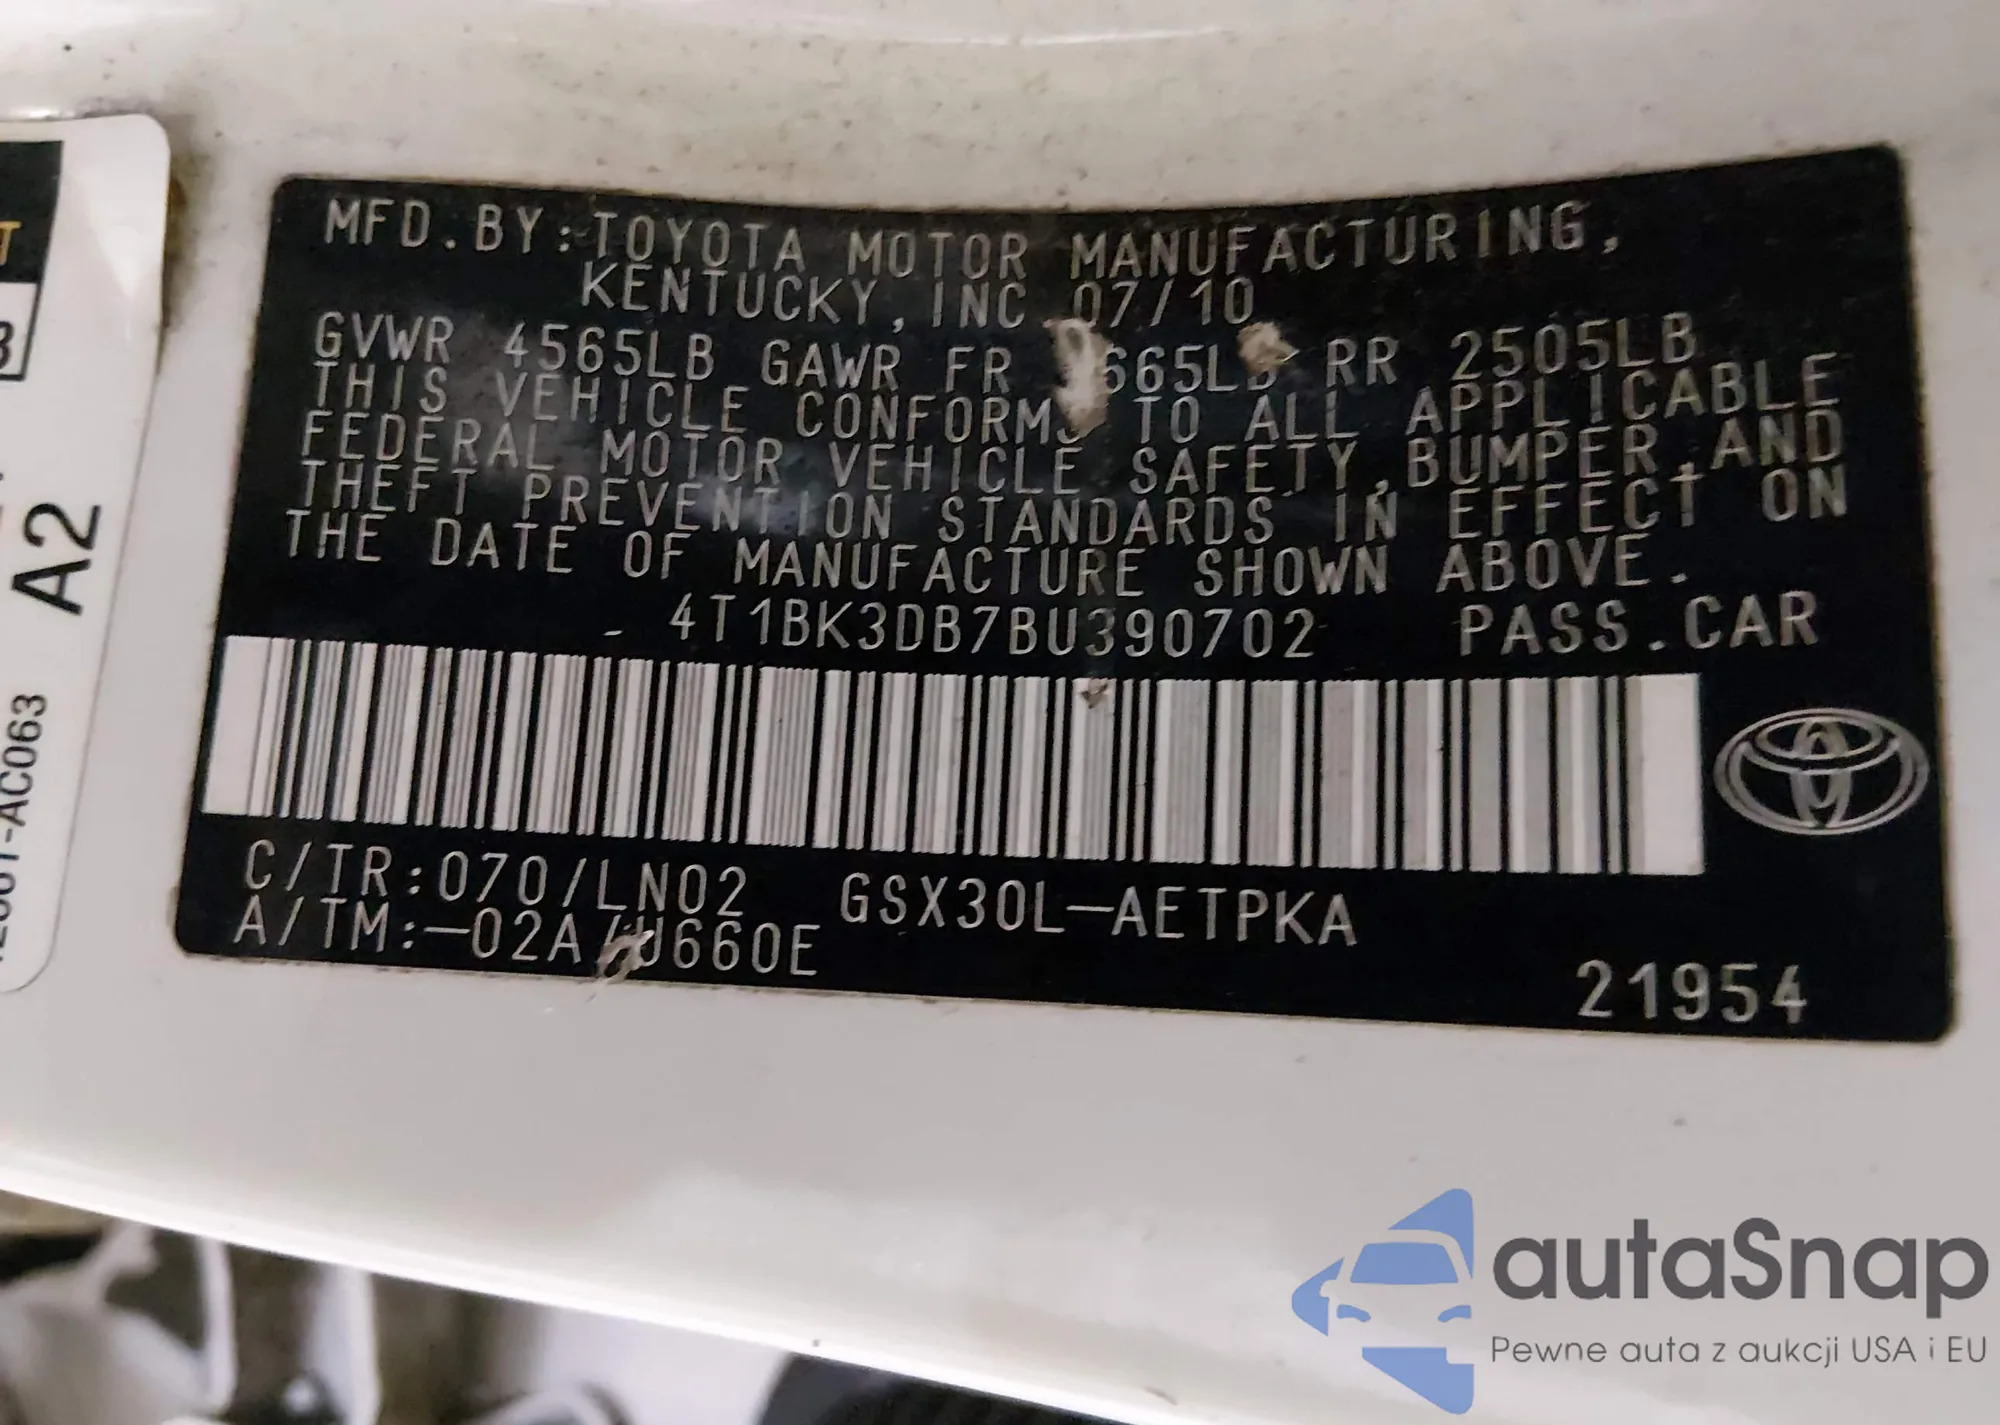 MFD.BY:TOYOTA MOTOR MANUFACTURING,
KENTUCKY, INC 07/10
GVWR 4565LB GAWR FR 665LB RR 2505LB
THIS VEHICLE CONFORMS TO ALL APPLICABLE
FEDERAL MOTOR VEHICLE SAFETY,BUMPER,AND
THEFT PREVENTION STANDARDS IN EFFECT ON
THE DATE OF MANUFACTURE SHOWN ABOVE.
4T1BK3DB7BU390702 PASS.CAR
C/TR:070/LN02 GSX30L-AETPKA
A/TM:-02A/U660E
21954
A2
AC063
autaSnap
Pewne auta z aukcji USA i EU